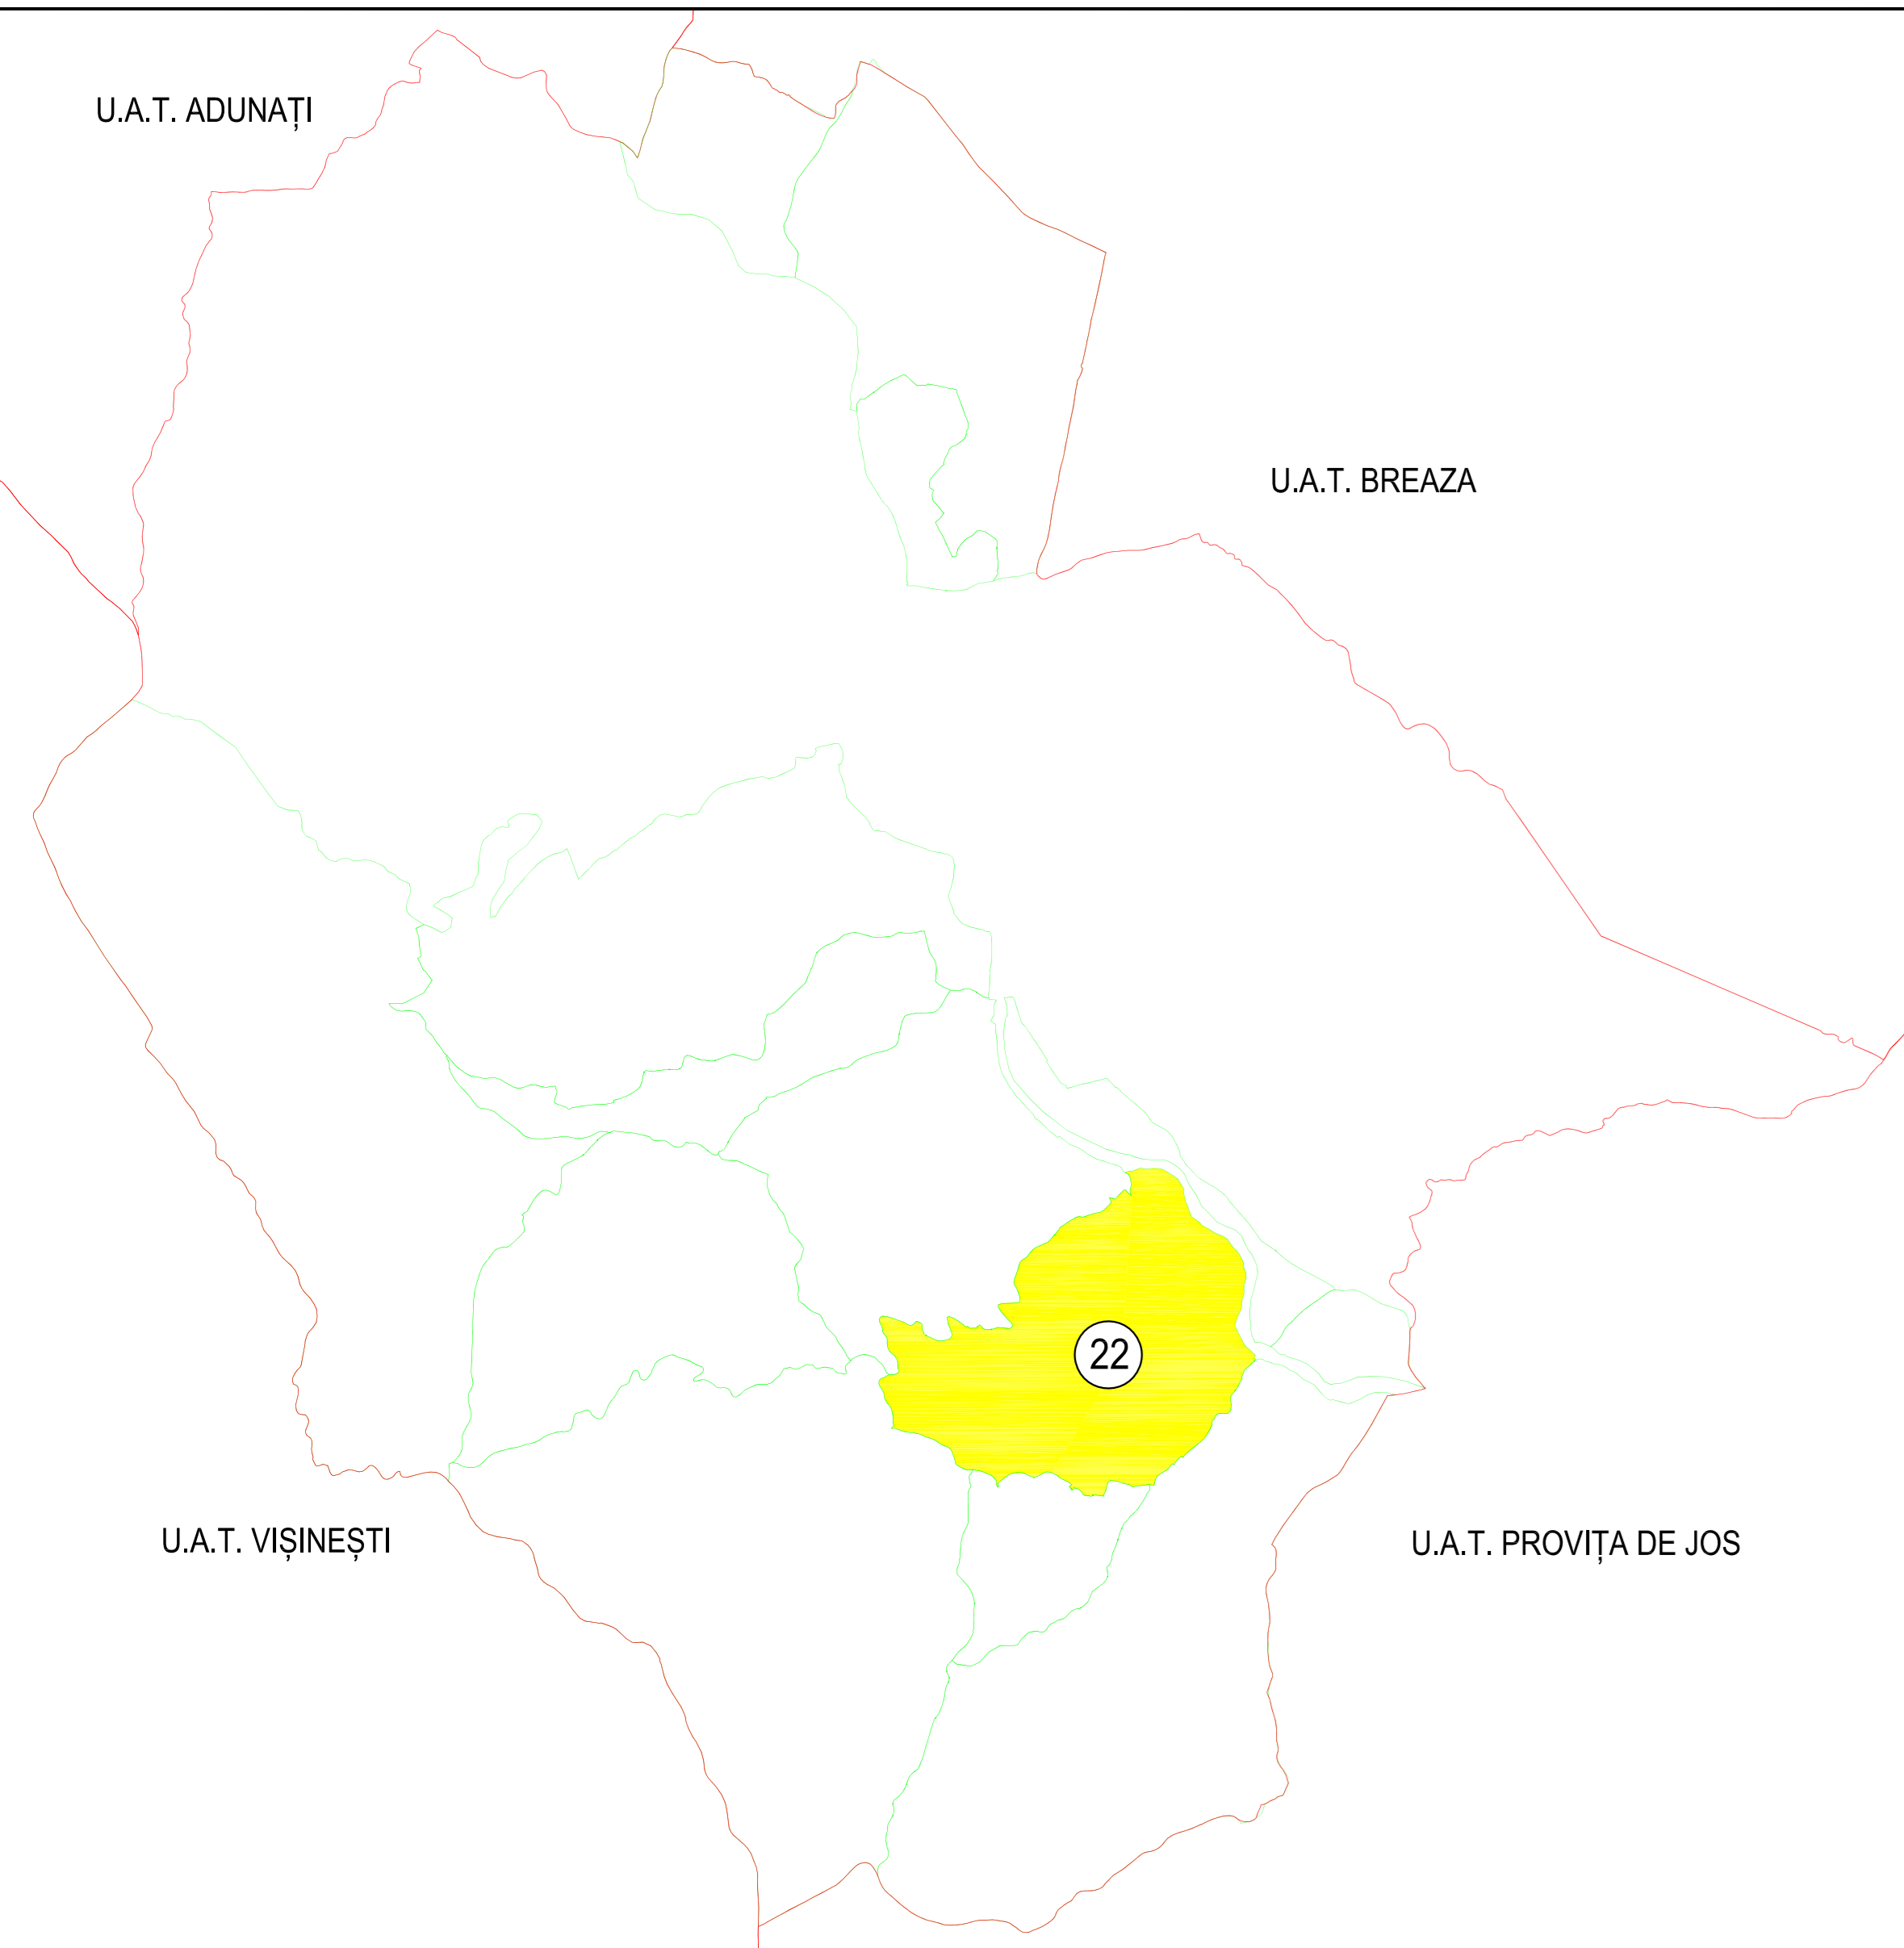 U.A.T. ADUNAȚI
U.A.T. BREAZA
22
U.A.T. VIȘINEȘTI
U.A.T. PROVIȚA DE JOS